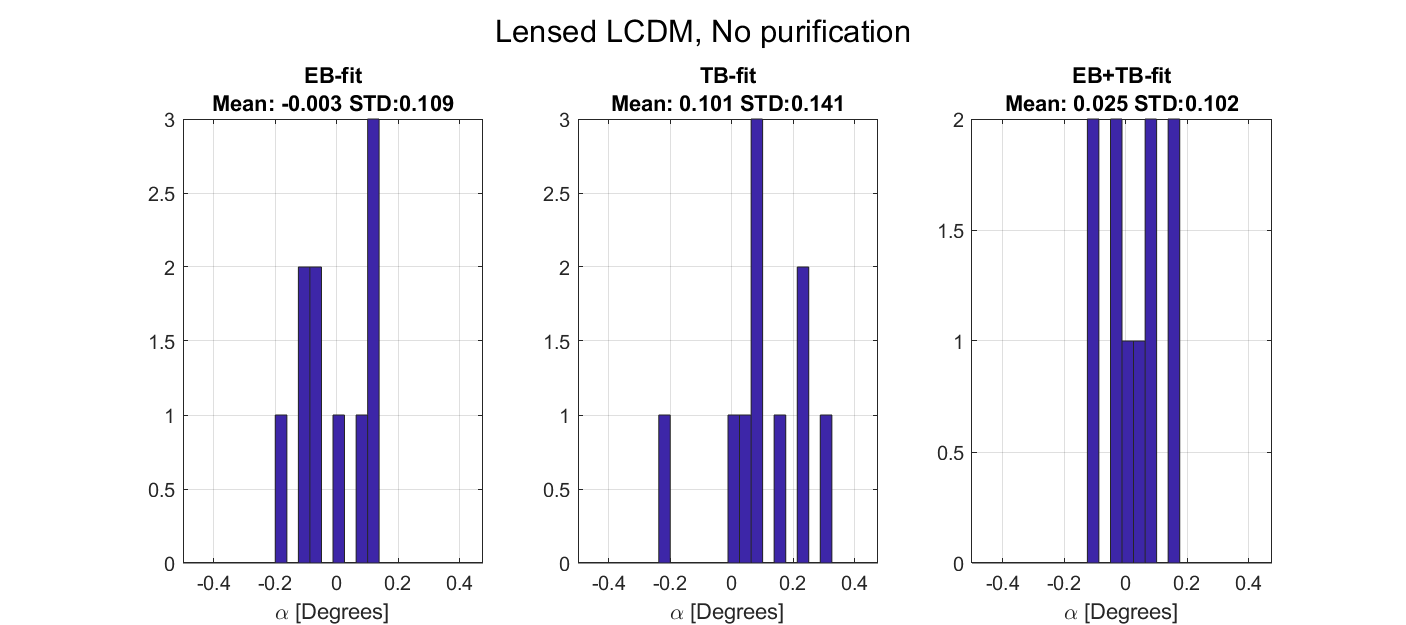 Lensed LCDM, No purification
EB-fit
Mean: -0.003 STD:0.109
3
2.5
2
1.5
1
0.5
0
-0.4 -0.2 0 0.2 0.4
α [Degrees]
TB-fit
Mean: 0.101 STD:0.141
3
2.5
2
1.5
1
0.5
0
-0.4 -0.2 0 0.2 0.4
α [Degrees]
EB+TB-fit
Mean: 0.025 STD:0.102
2
1.5
1
0.5
0
-0.4 -0.2 0 0.2 0.4
α [Degrees]